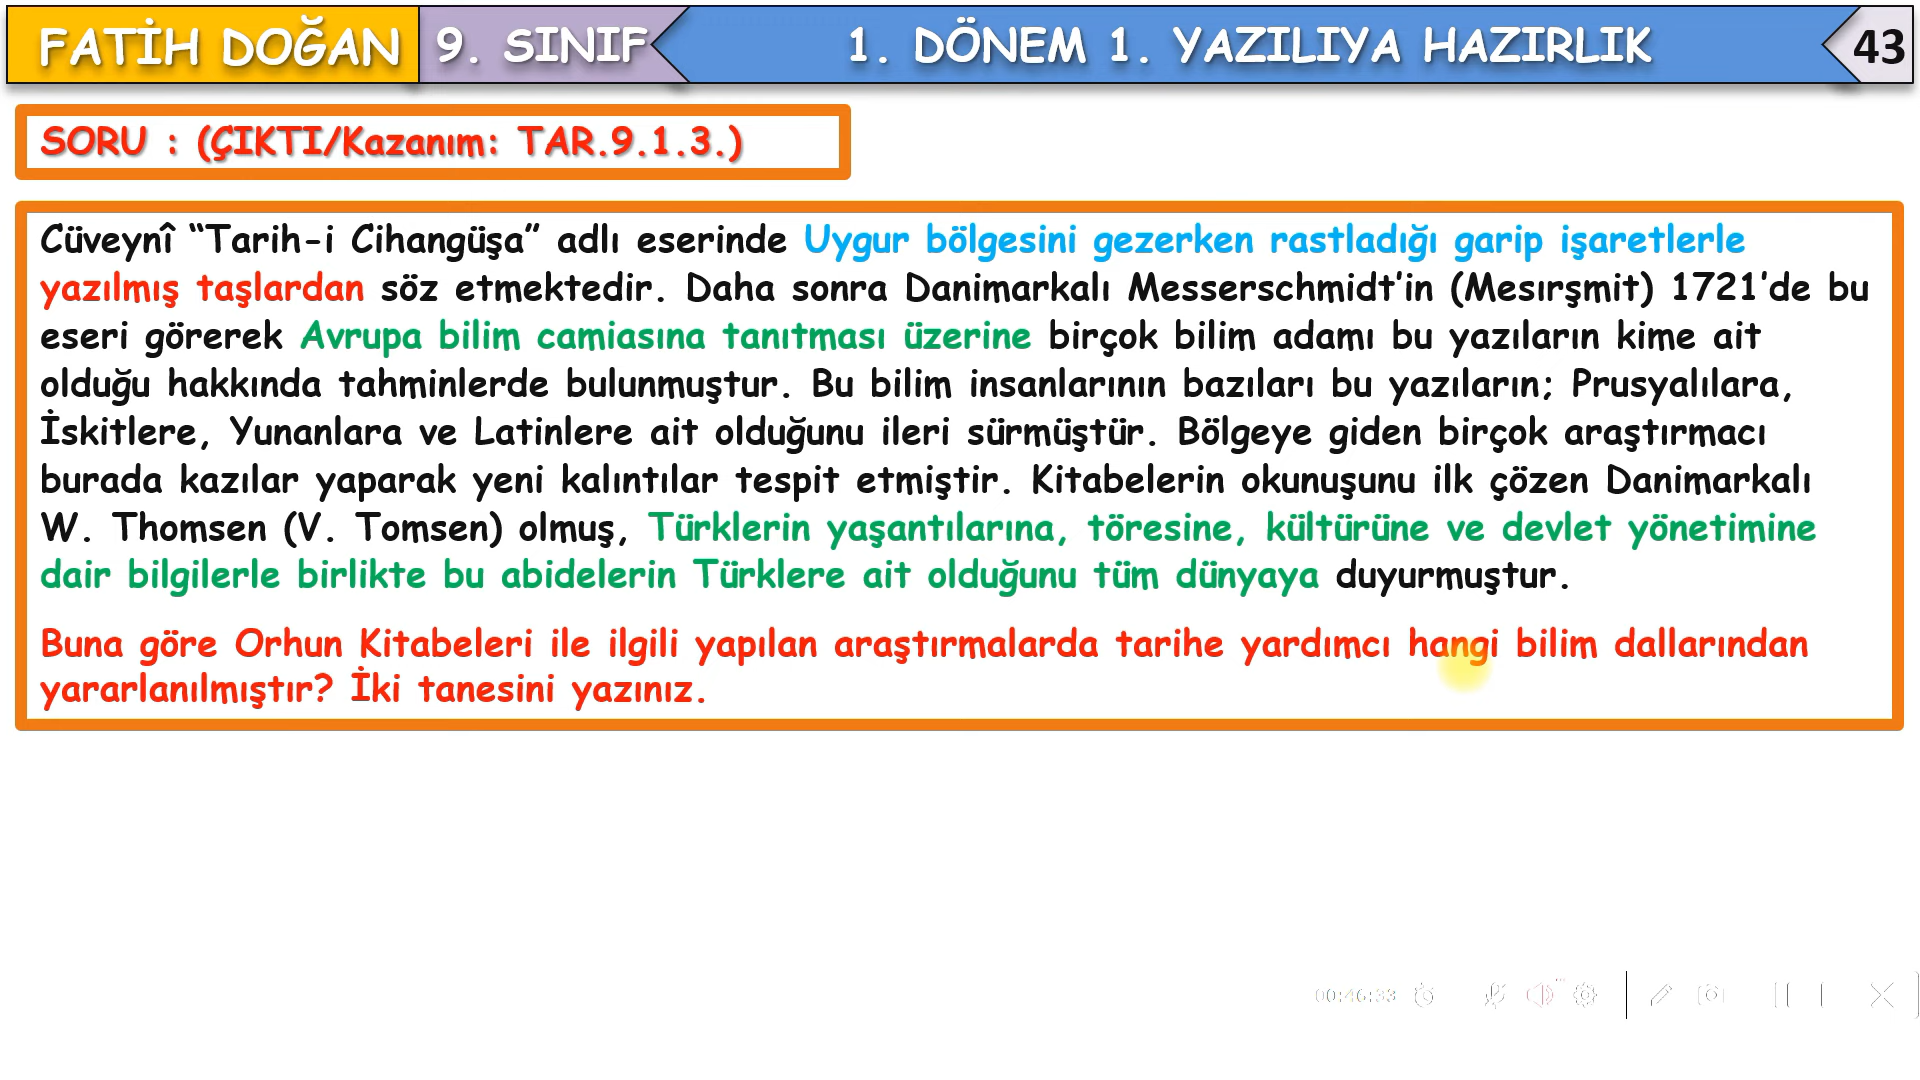 FATİH DOĞAN 9. SINIF 1. DÖNEM 1. YAZILIYA HAZIRLIK 43
SORU : (ÇIKTI/Kazanım: TAR.9.1.3.)
Cüveynî “Tarih-i Cihangüşa” adlı eserinde Uygur bölgesini gezerken rastladığı garip işaretlerle
yazılmış taşlardan söz etmektedir. Daha sonra Danimarkalı Messerschmidt’in (Mesırşmit) 1721’de bu
eseri görerek Avrupa bilim camiasına tanıtması üzerine birçok bilim adamı bu yazıların kime ait
olduğu hakkında tahminlerde bulunmuştur. Bu bilim insanlarının bazıları bu yazıların; Prusyalılara,
İskitlere, Yunanlara ve Latinlere ait olduğunu ileri sürmüştür. Bölgeye giden birçok araştırmacı
burada kazılar yaparak yeni kalıntılar tespit etmiştir. Kitabelerin okunuşunu ilk çözen Danimarkalı
W. Thomsen (V. Tomsen) olmuş, Türklerin yaşantılarına, töresine, kültürüne ve devlet yönetimine
dair bilgilerle birlikte bu abidelerin Türklere ait olduğunu tüm dünyaya duyurmuştur.
Buna göre Orhun Kitabeleri ile ilgili yapılan araştırmalarda tarihe yardımcı hangi bilim dallarından
yararlanılmıştır? İki tanesini yazınız.
00:46:33